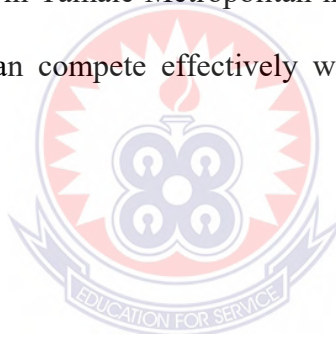 in Tamale Metropolitan
an compete effectively w
EDUCATION FOR SERVICE